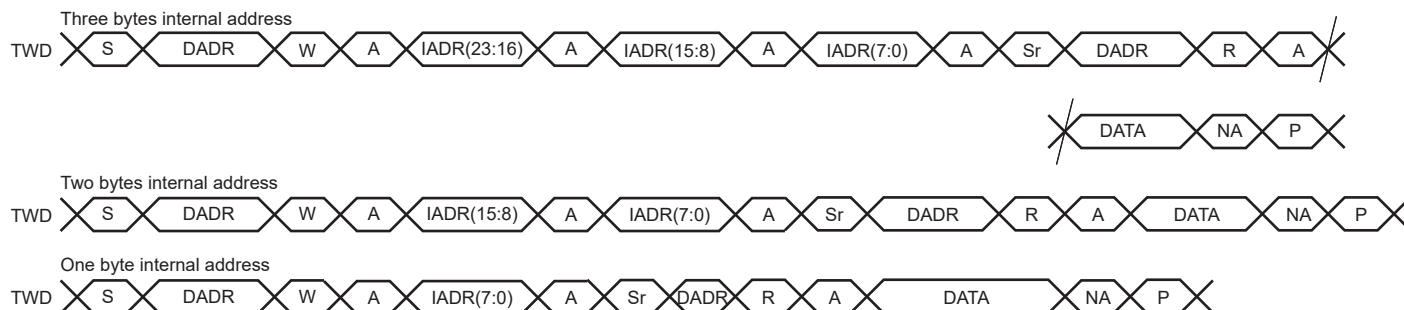 Three bytes internal address
TWD S DADR W A IADR(23:16) A IADR(15:8) A IADR(7:0) A Sr DADR R A
DATA NA P
Two bytes internal address
TWD S DADR W A IADR(15:8) A IADR(7:0) A Sr DADR R A DATA NA P
One byte internal address
TWD S DADR W A IADR(7:0) A Sr DADR R A DATA NA P